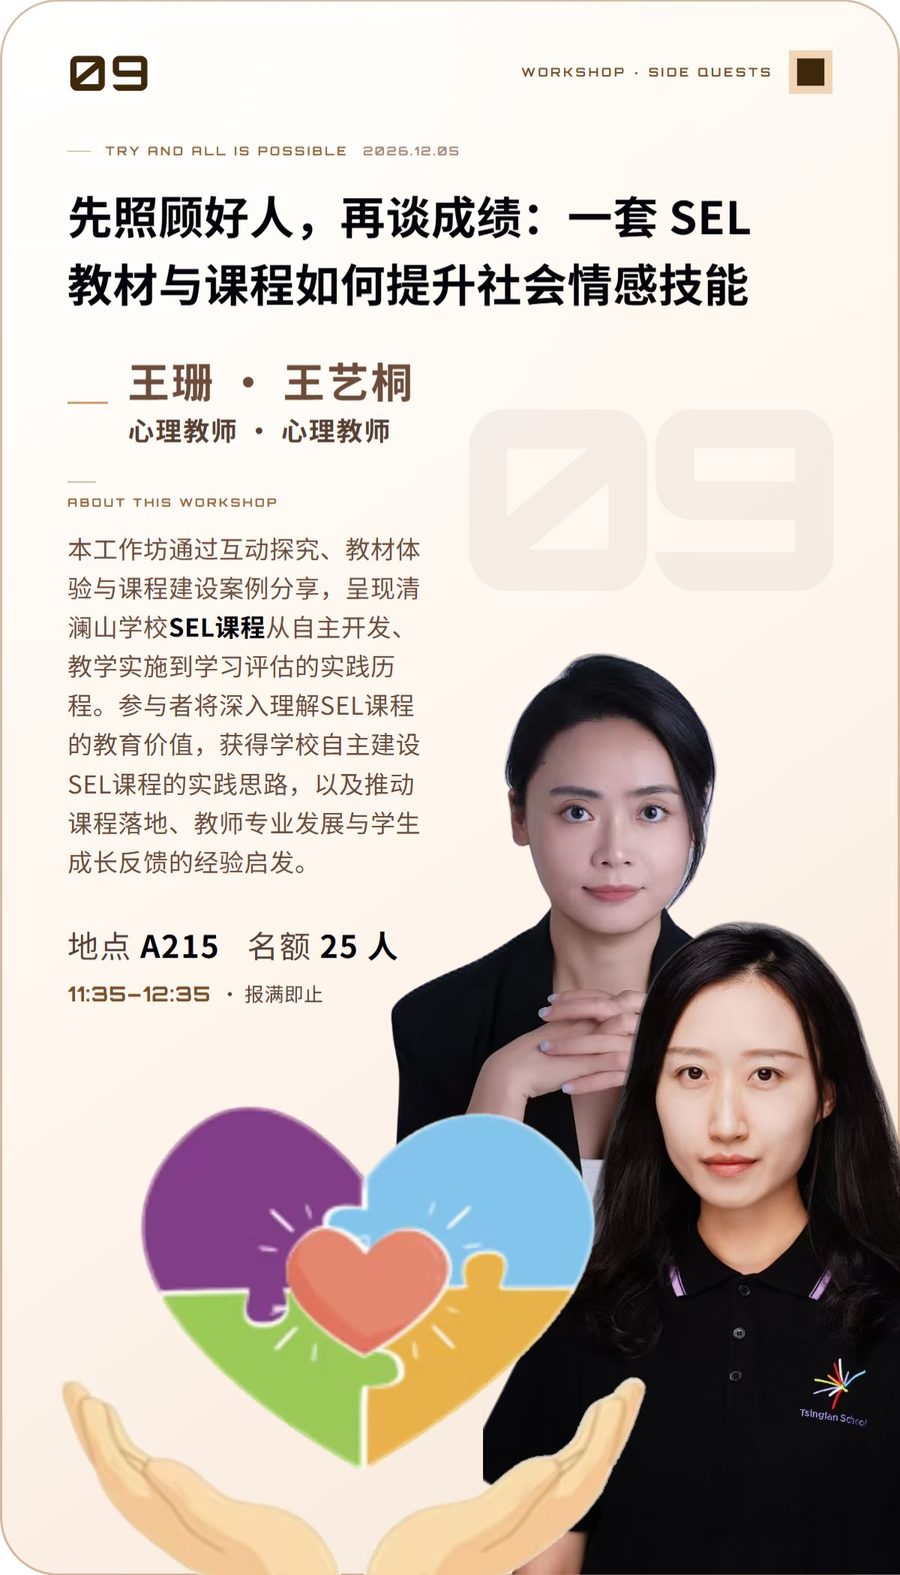 09
WORKSHOP · SIDE QUESTS
TRY AND ALL IS POSSIBLE 2026.12.05
先照顾好人，再谈成绩：一套 SEL
教材与课程如何提升社会情感技能
王珊 · 王艺桐
心理教师 · 心理教师
09
ABOUT THIS WORKSHOP
本工作坊通过互动探究、教材体
验与课程建设案例分享，呈现清
澜山学校SEL课程从自主开发、
教学实施到学习评估的实践历
程。参与者将深入理解SEL课程
的教育价值，获得学校自主建设
SEL课程的实践思路，以及推动
课程落地、教师专业发展与学生
成长反馈的经验启发。
地点 A215 名额 25 人
11:35–12:35 · 报满即止
Tsinglan School